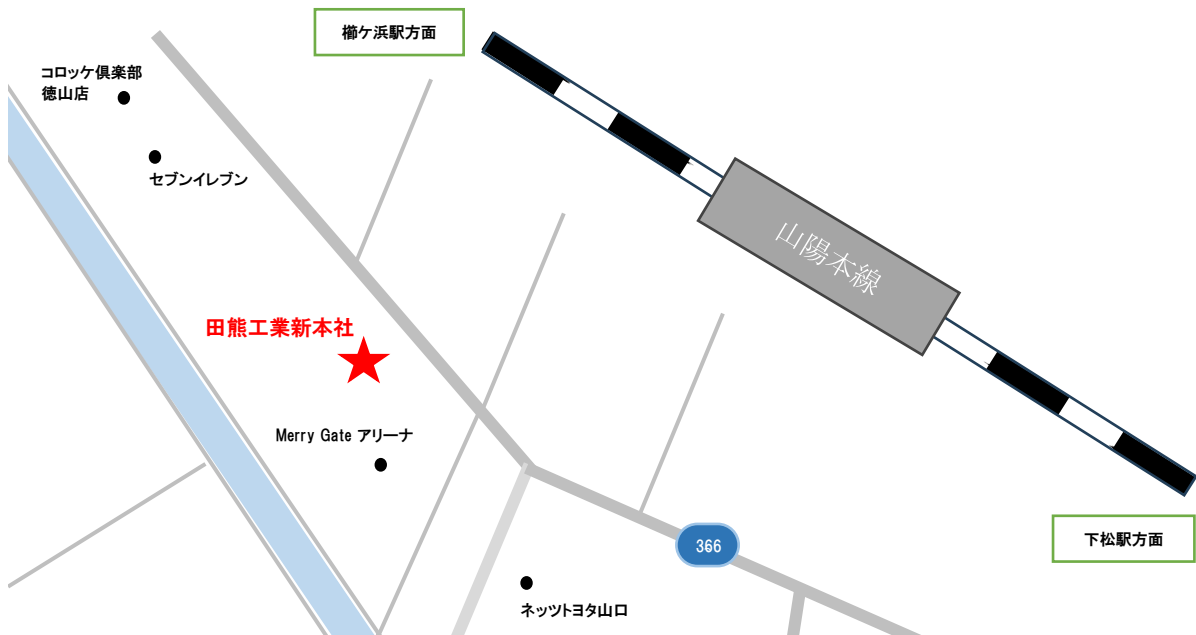 櫛ケ浜駅方面
コロッケ倶楽部
徳山店
セブンイレブン
山陽本線
田熊工業新本社
Merry Gate アリーナ
366
下松駅方面
ネッツトヨタ山口